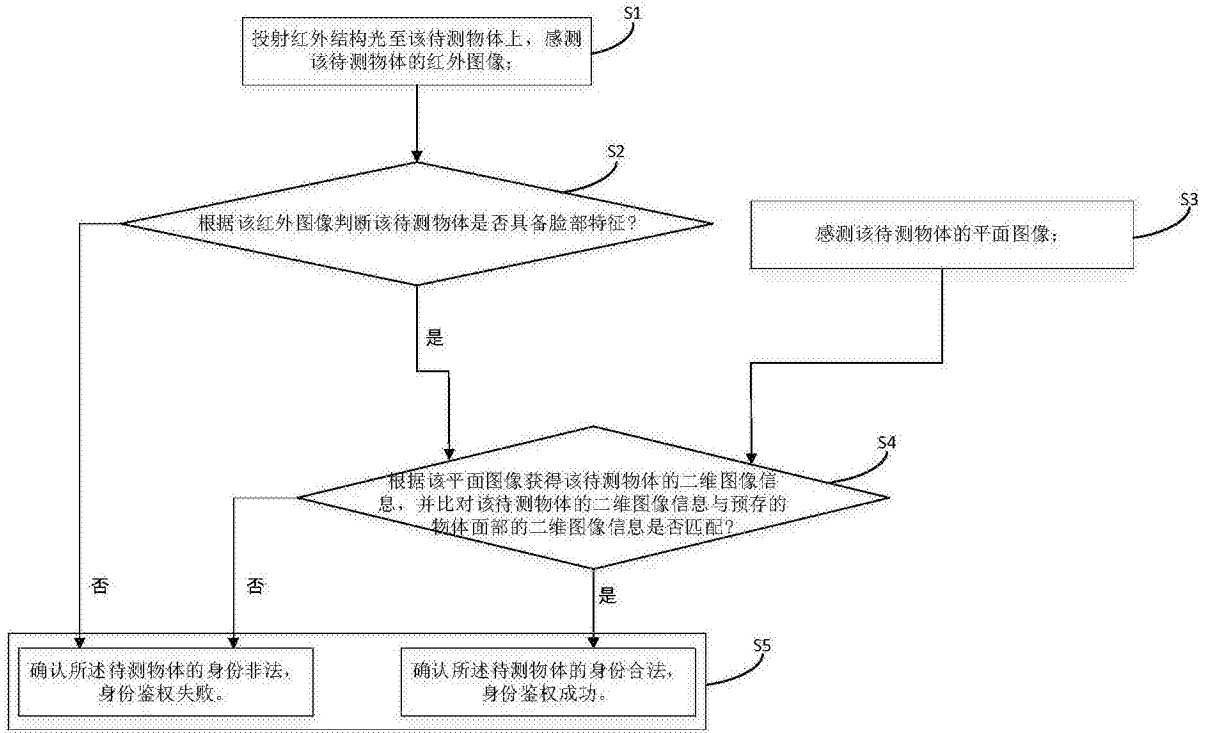 S1
投射红外结构光至该待测物体上，感测
该待测物体的红外图像；
S2
根据该红外图像判断该待测物体是否具备脸部特征？
S3
感测该待测物体的平面图像；
是
S4
根据该平面图像获得该待测物体的二维图像信
息，并比对该待测物体的二维图像信息与预存的
物体面部的二维图像信息是否匹配？
否
否
是
S5
确认所述待测物体的身份非法，
身份鉴权失败。
确认所述待测物体的身份合法，
身份鉴权成功。